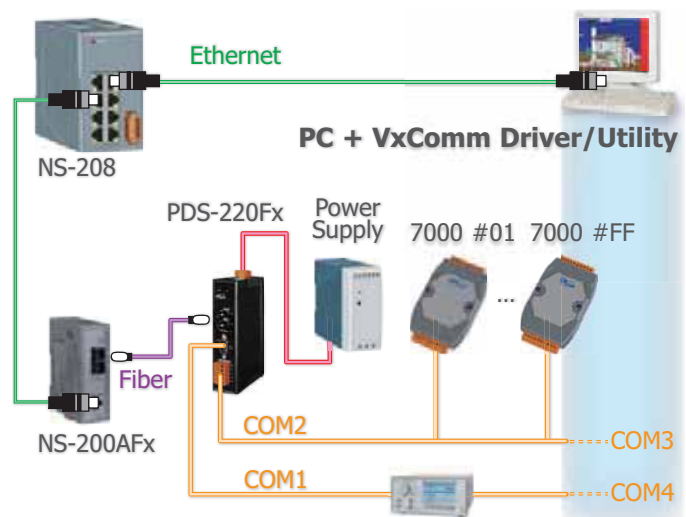 Ethernet
PC + VxComm Driver/Utility
NS-208
PDS-220Fx
Power
Supply
7000 #01
7000 #FF
...
Fiber
NS-200AFx
COM2
COM3
COM1
COM4